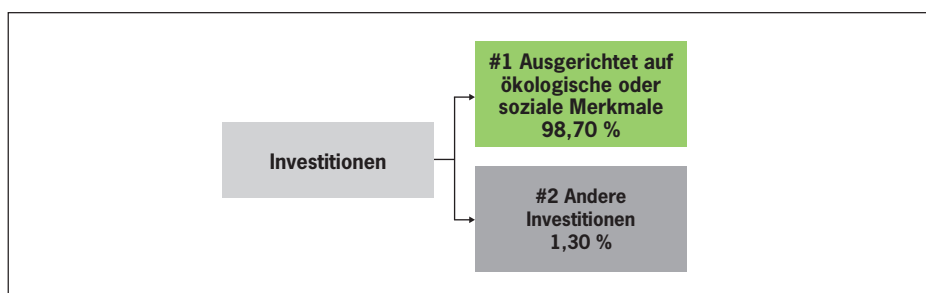 Investitionen
#1 Ausgerichtet auf
ökologische oder
soziale Merkmale
98,70 %
#2 Andere
Investitionen
1,30 %